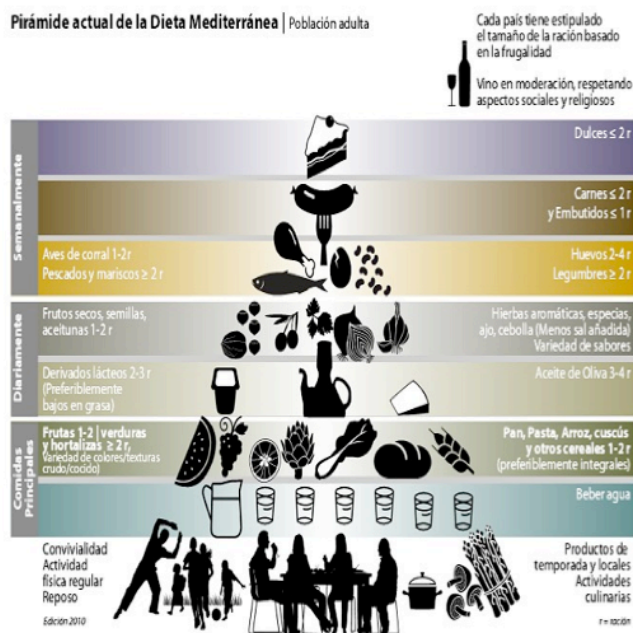 Pirámide actual de la Dieta Mediterránea | Población adulta
Cada país tiene estipulado
el tamaño de la ración basado
en la frugalidad
Vino en moderación, respetando
aspectos sociales y religiosos
Semanalmente
Dulces ≤ 2 r
Carnes ≤ 2 r
y Embutidos ≤ 1 r
Aves de corral 1-2 r
Pescados y mariscos ≥ 2 r
Huevos 2-4 r
Legumbres ≥ 2 r
Diariamente
Frutos secos, semillas,
aceitunas 1-2 r
Hierbas aromáticas, especias,
ajo, cebolla (Menos sal añadida)
Variedad de sabores
Derivados lácteos 2-3 r
(Preferiblemente
bajos en grasa)
Aceite de Oliva 3-4 r
Comidas
Principales
Frutas 1-2 | verduras
y hortalizas ≥ 2 r,
Variedad de colores/texturas
crudo/cocido)
Pan, Pasta, Arroz, cuscús
y otros cereales 1-2 r
(preferiblemente integrales)
Beber agua
Convivialidad
Actividad
física regular
Reposo
Productos de
temporada y locales
Actividades
culinarias
Edición 2010
r = ración